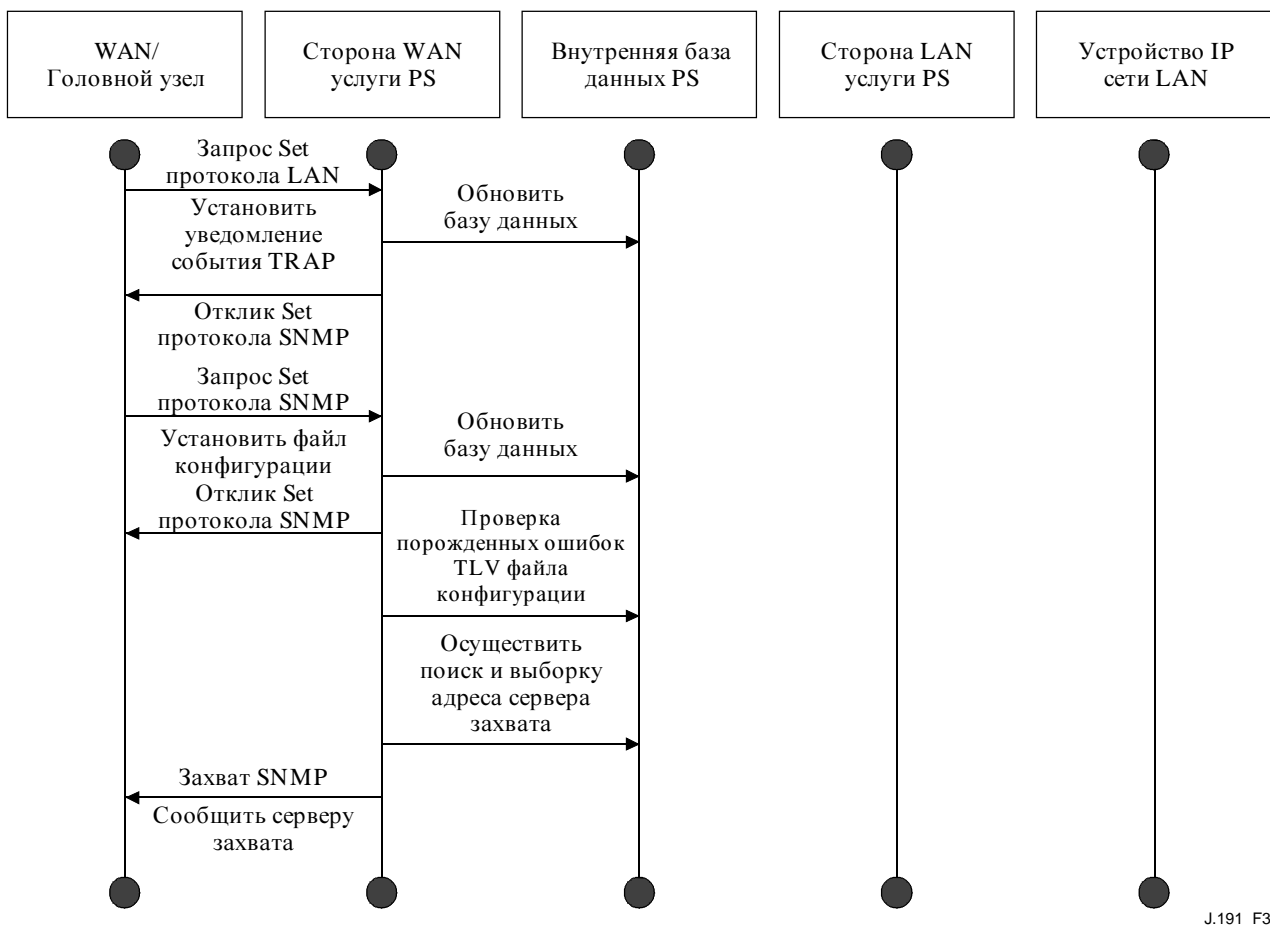 WAN/
Головной узел
Сторона WAN
услуги PS
Внутренняя база
данных PS
Сторона LAN
услуги PS
Устройство IP
сети LAN
Запрос Set
протокола LAN
Установить
уведомление
события TRAP
Обновить
базу данных
Отклик Set
протокола SNMP
Запрос Set
протокола SNMP
Установить файл
конфигурации
Обновить
базу данных
Отклик Set
протокола SNMP
Проверка
порожденных ошибок
TLV файла
конфигурации
Осуществить
поиск и выборку
адреса сервера
захвата
Захват SNMP
Сообщить серверу
захвата
J.191 F3